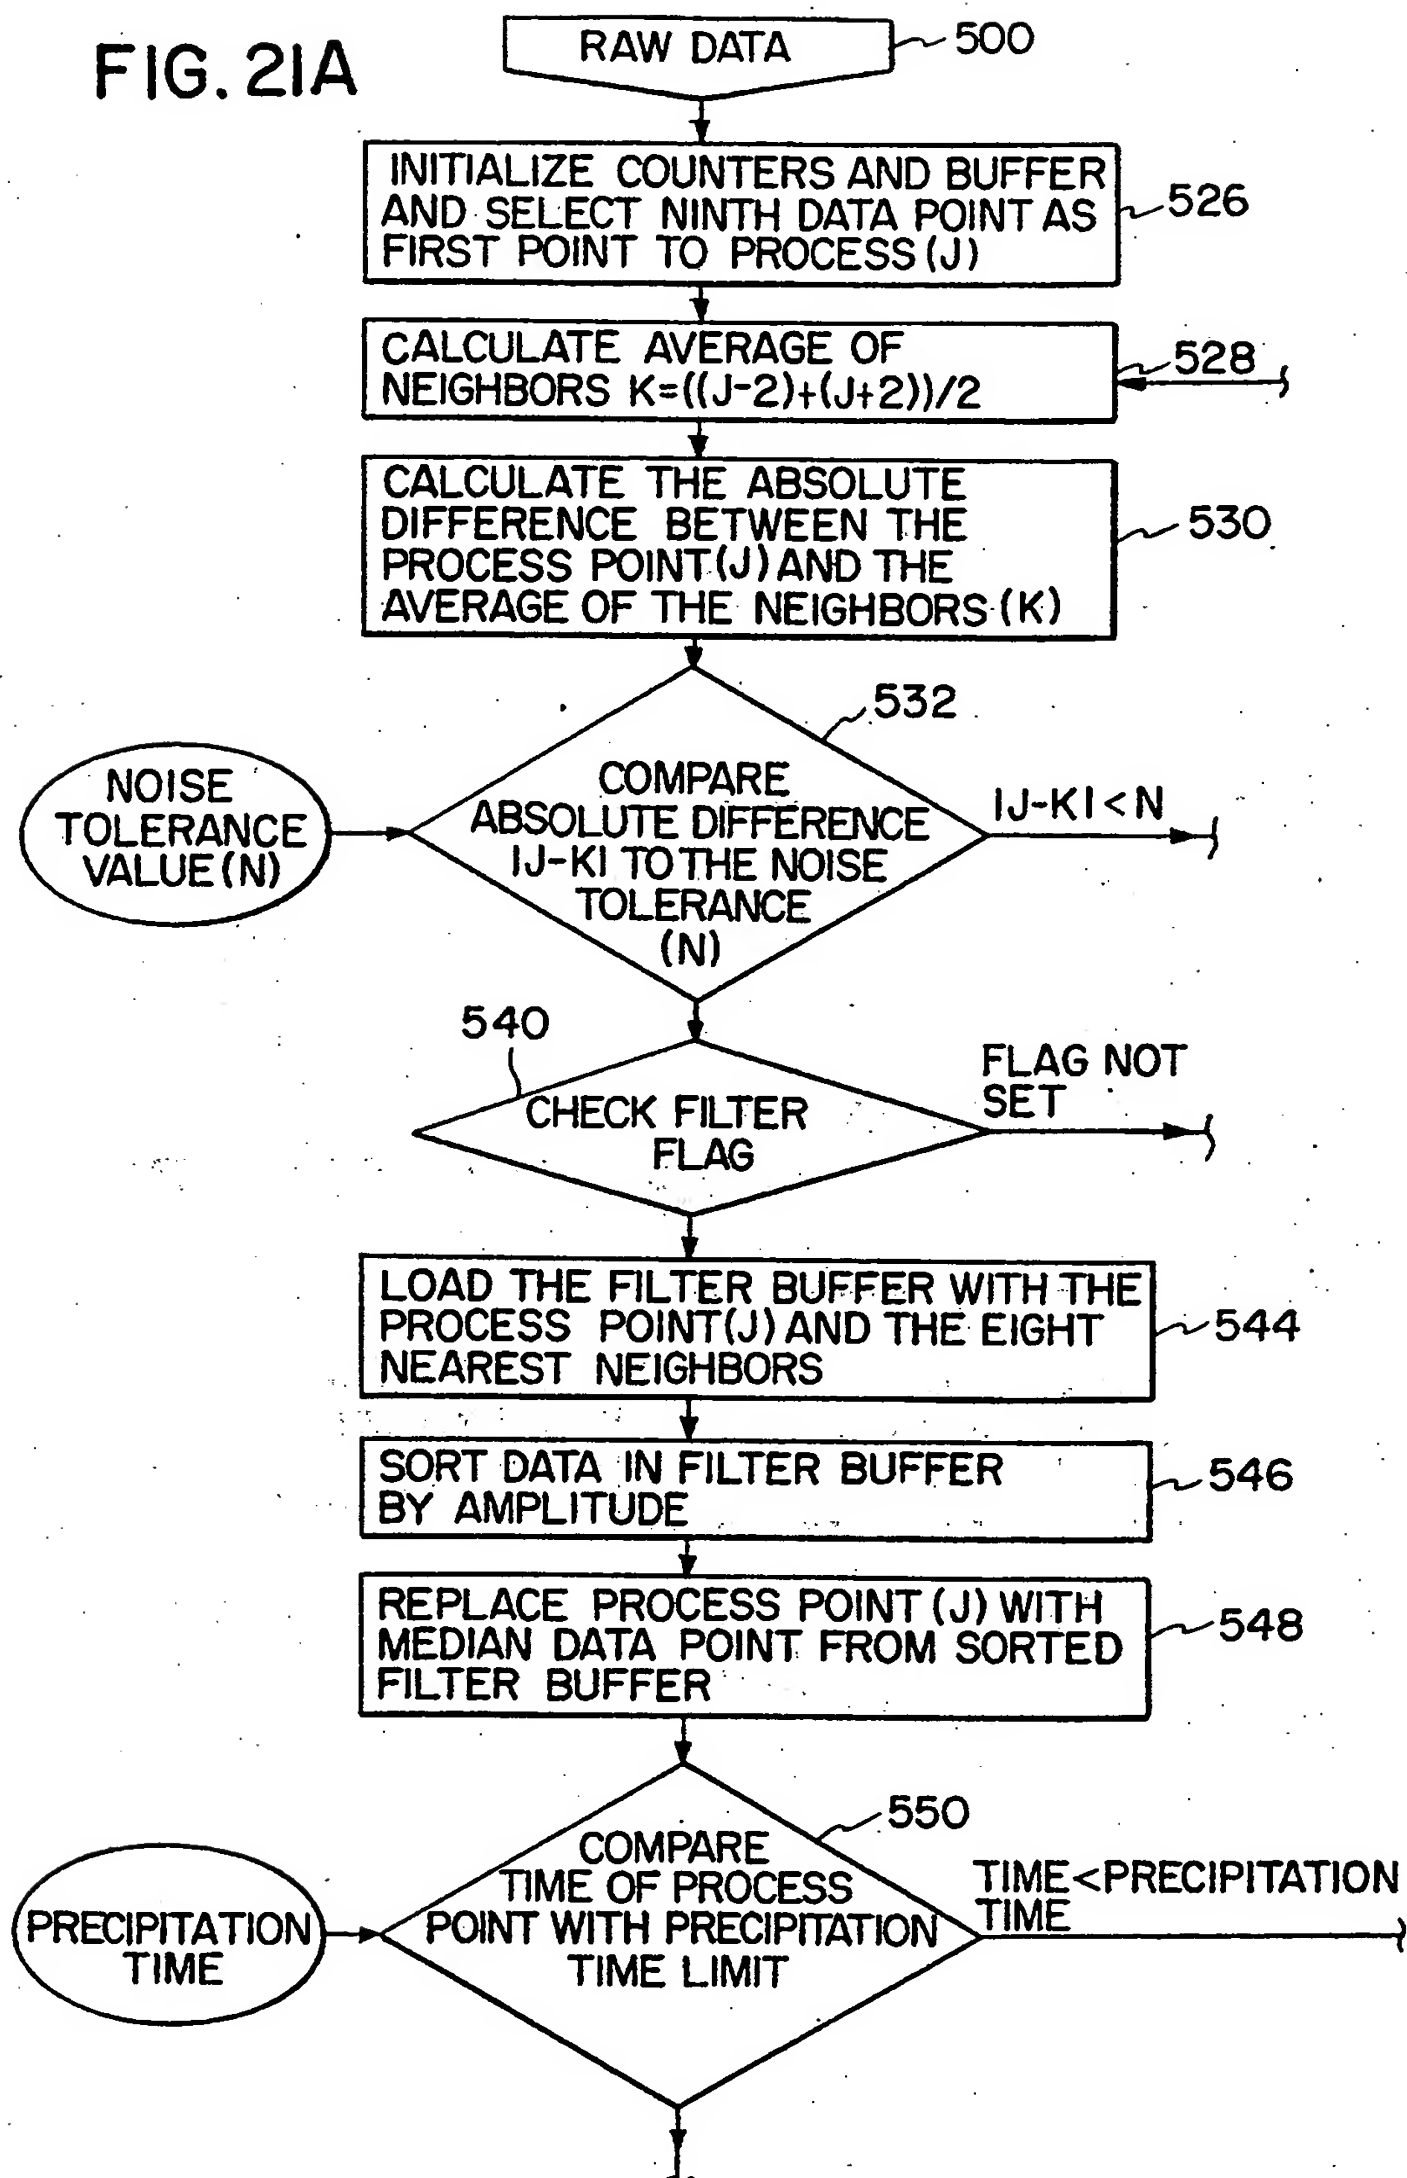 FIG. 21A
RAW DATA
500
INITIALIZE COUNTERS AND BUFFER
AND SELECT NINTH DATA POINT AS
FIRST POINT TO PROCESS (J)
526
CALCULATE AVERAGE OF
NEIGHBORS K=((J-2)+(J+2))/2
528
CALCULATE THE ABSOLUTE
DIFFERENCE BETWEEN THE
PROCESS POINT (J) AND THE
AVERAGE OF THE NEIGHBORS (K)
530
532
NOISE
TOLERANCE
VALUE (N)
COMPARE
ABSOLUTE DIFFERENCE
|J-K| TO THE NOISE
TOLERANCE
(N)
|J-K| < N
540
CHECK FILTER
FLAG
FLAG NOT
SET
LOAD THE FILTER BUFFER WITH THE
PROCESS POINT (J) AND THE EIGHT
NEAREST NEIGHBORS
544
SORT DATA IN FILTER BUFFER
BY AMPLITUDE
546
REPLACE PROCESS POINT (J) WITH
MEDIAN DATA POINT FROM SORTED
FILTER BUFFER
548
550
PRECIPITATION
TIME
COMPARE
TIME OF PROCESS
POINT WITH PRECIPITATION
TIME LIMIT
TIME < PRECIPITATION
TIME